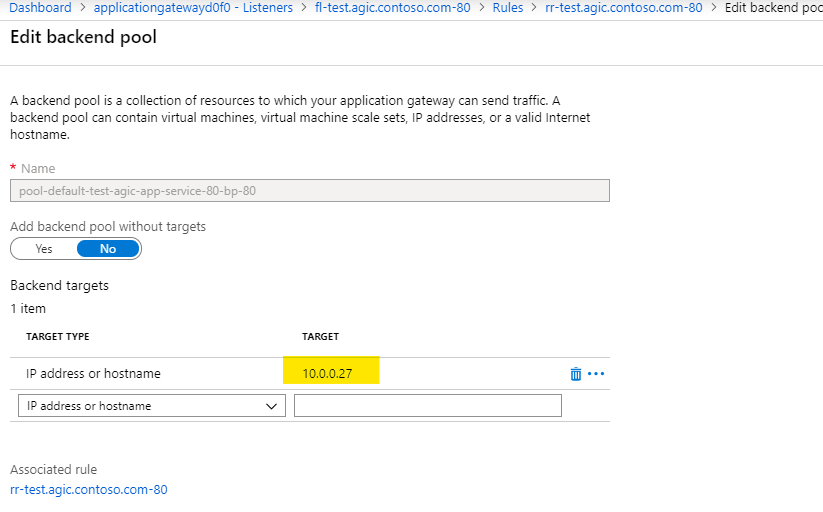 Dashboard > applicationgatewayd0f0 - Listeners > fl-test.agic.contoso.com-80 > Rules > rr-test.agic.contoso.com-80 > Edit backend poo
Edit backend pool
A backend pool is a collection of resources to which your application gateway can send traffic. A
backend pool can contain virtual machines, virtual machine scale sets, IP addresses, or a valid Internet
hostname.
* Name
pool-default-test-agic-app-service-80-bp-80
Add backend pool without targets
Yes No
Backend targets
1 item
TARGET TYPE TARGET
IP address or hostname 10.0.0.27
IP address or hostname
Associated rule
rr-test.agic.contoso.com-80